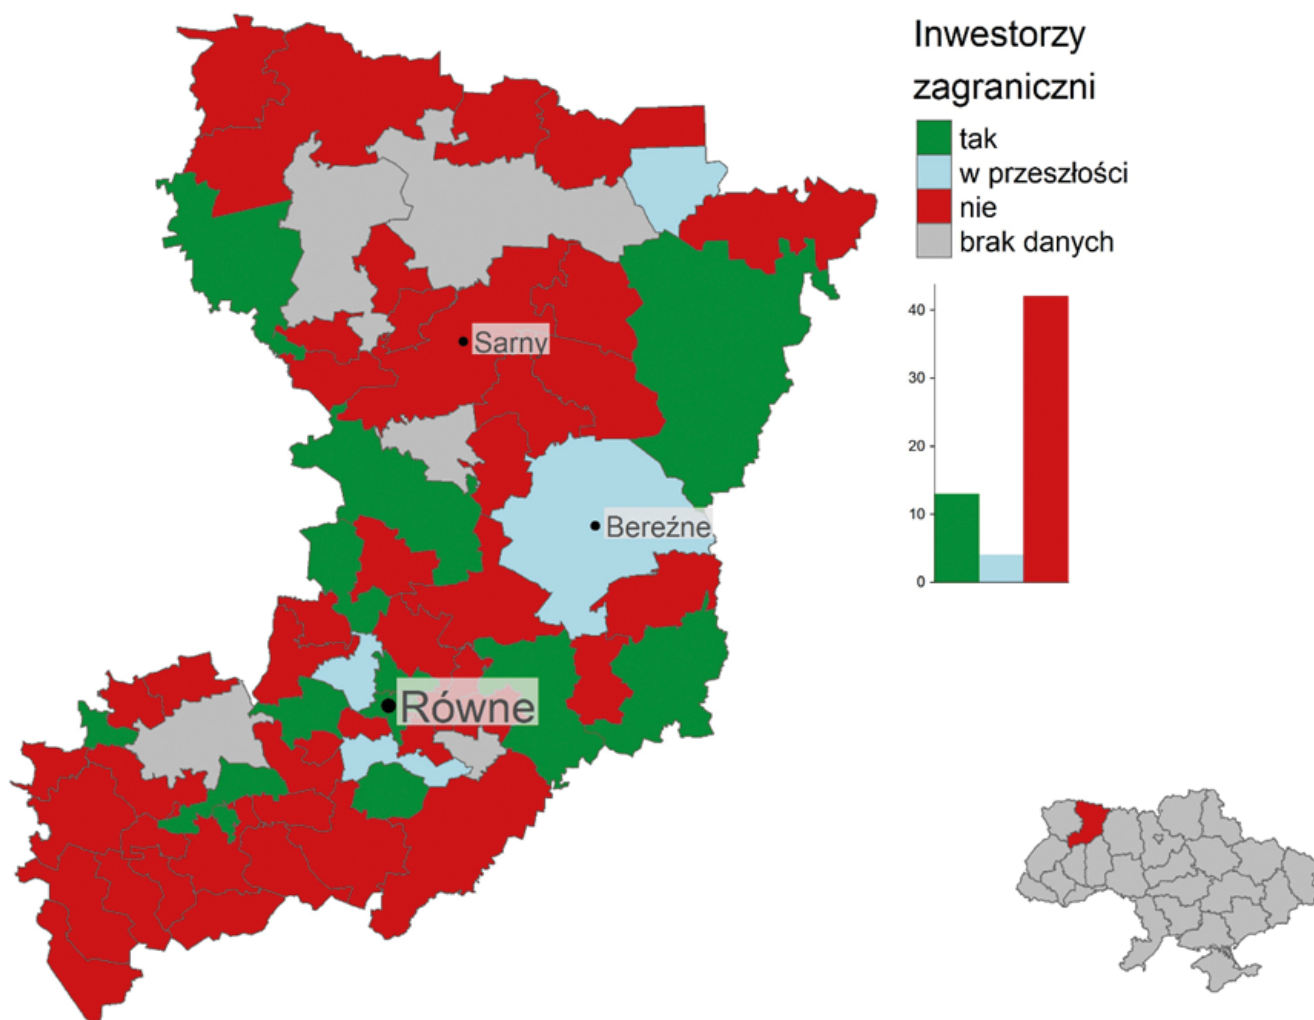 Inwestorzy
zagraniczni
tak
w przeszłości
nie
brak danych
40
30
20
10
0
Sarny
Bereźne
Równe